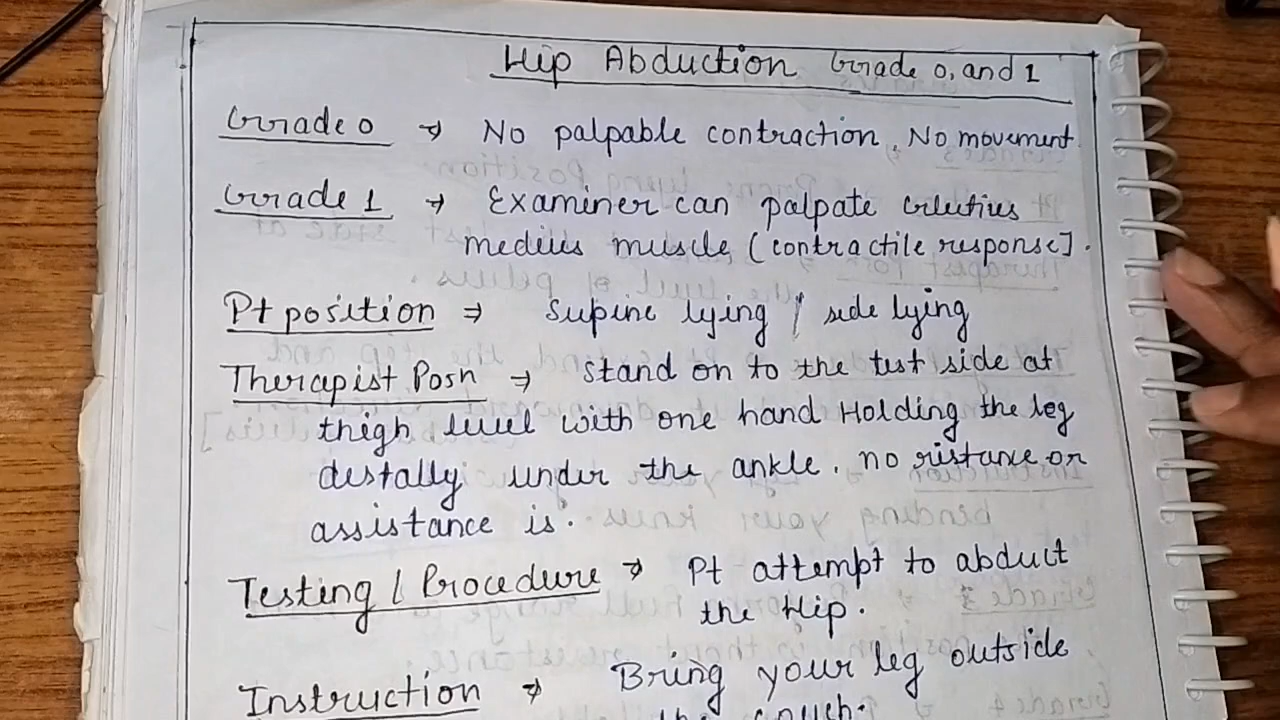 Hip Abduction Grade 0, and 1
Grade 0 → No palpable contraction, No movement
Grade 1 → Examiner can palpate Glutius
medius muscle (contractile response].
Pt position ⇒ Supine lying / side lying
Therapist Posn → stand on to the test side at
thigh level with one hand Holding the leg
distally under the ankle. no ristance or
assistance is.
Testing / Procedure → Pt attempt to abduct
the Hip.
Instruction → Bring your leg outside
the couch.